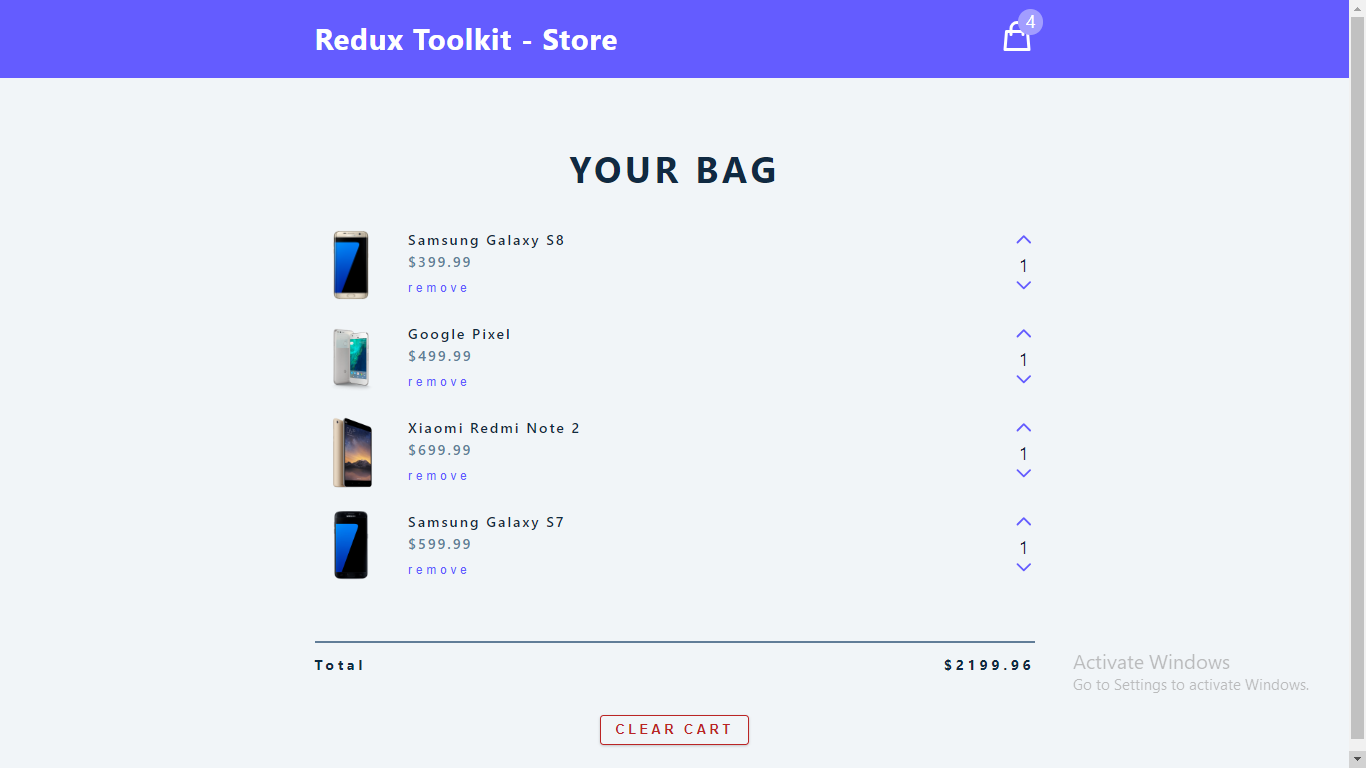 Redux Toolkit - Store
4
YOUR BAG
Samsung Galaxy S8
$399.99
remove
1
Google Pixel
$499.99
remove
1
Xiaomi Redmi Note 2
$699.99
remove
1
Samsung Galaxy S7
$599.99
remove
1
Total $2199.96
Activate Windows
Go to Settings to activate Windows.
CLEAR CART